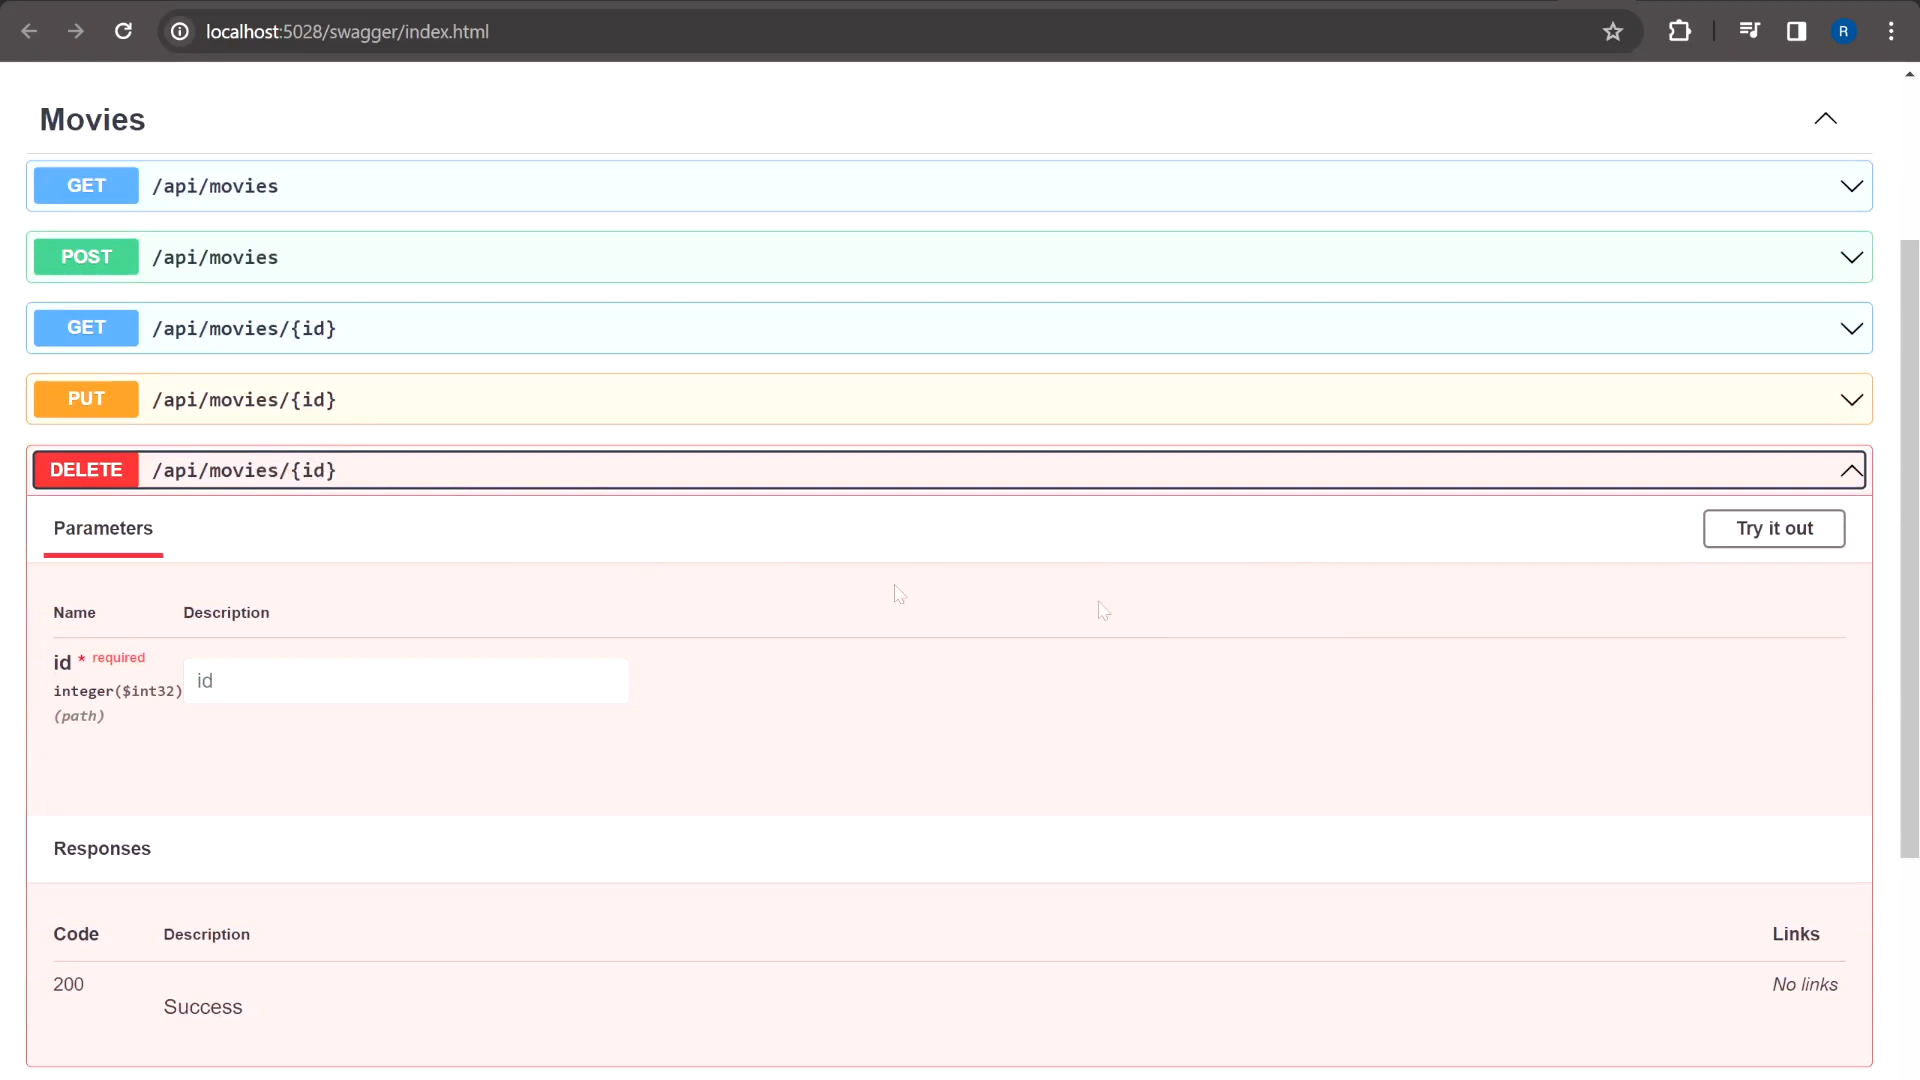 localhost:5028/swagger/index.html
R
Movies
GET /api/movies
POST /api/movies
GET /api/movies/{id}
PUT /api/movies/{id}
DELETE /api/movies/{id}
Parameters
Try it out
Name Description
id * required
integer($int32)
(path)
id
Responses
Code Description Links
200 Success No links